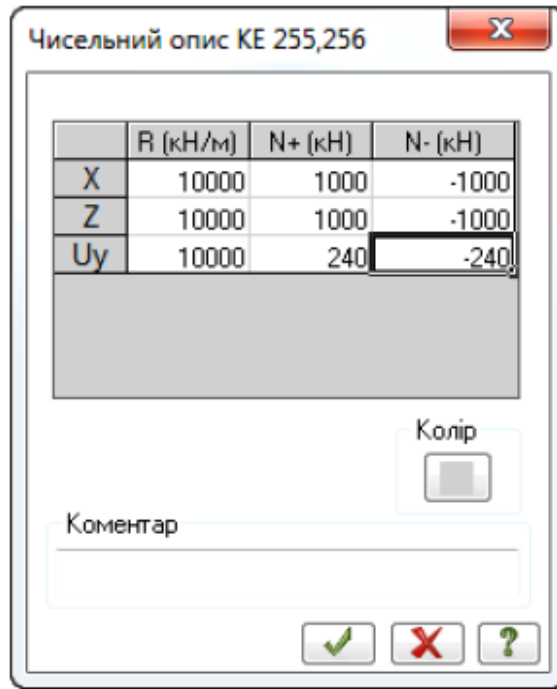 Чисельний опис КЕ 255,256
R (кН/м) N+ (кН) N- (кН)
X 10000 1000 -1000
Z 10000 1000 -1000
Uy 10000 240 -240
Колір
Коментар
?